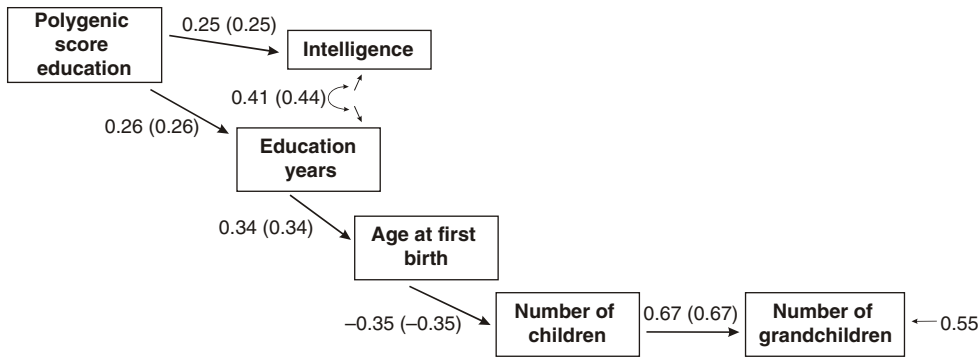 Polygenic
score
education
0.25 (0.25)
Intelligence
0.41 (0.44)
0.26 (0.26)
Education
years
0.34 (0.34)
Age at first
birth
–0.35 (–0.35)
Number of
children
0.67 (0.67)
Number of
grandchildren
0.55